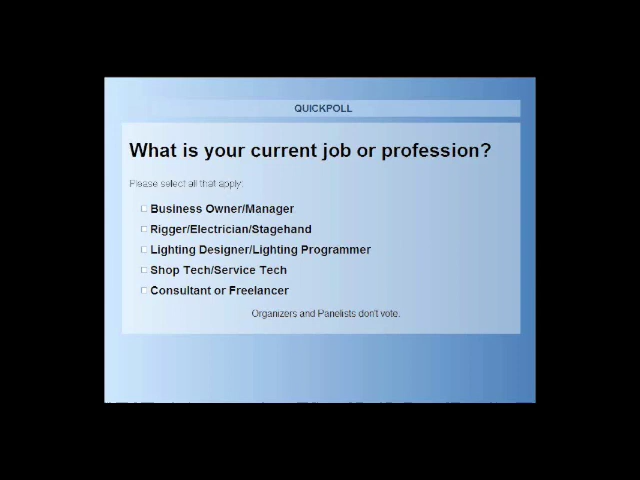 QUICKPOLL
What is your current job or profession?
Please select all that apply:
Business Owner/Manager
Rigger/Electrician/Stagehand
Lighting Designer/Lighting Programmer
Shop Tech/Service Tech
Consultant or Freelancer
Organizers and Panelists don't vote.